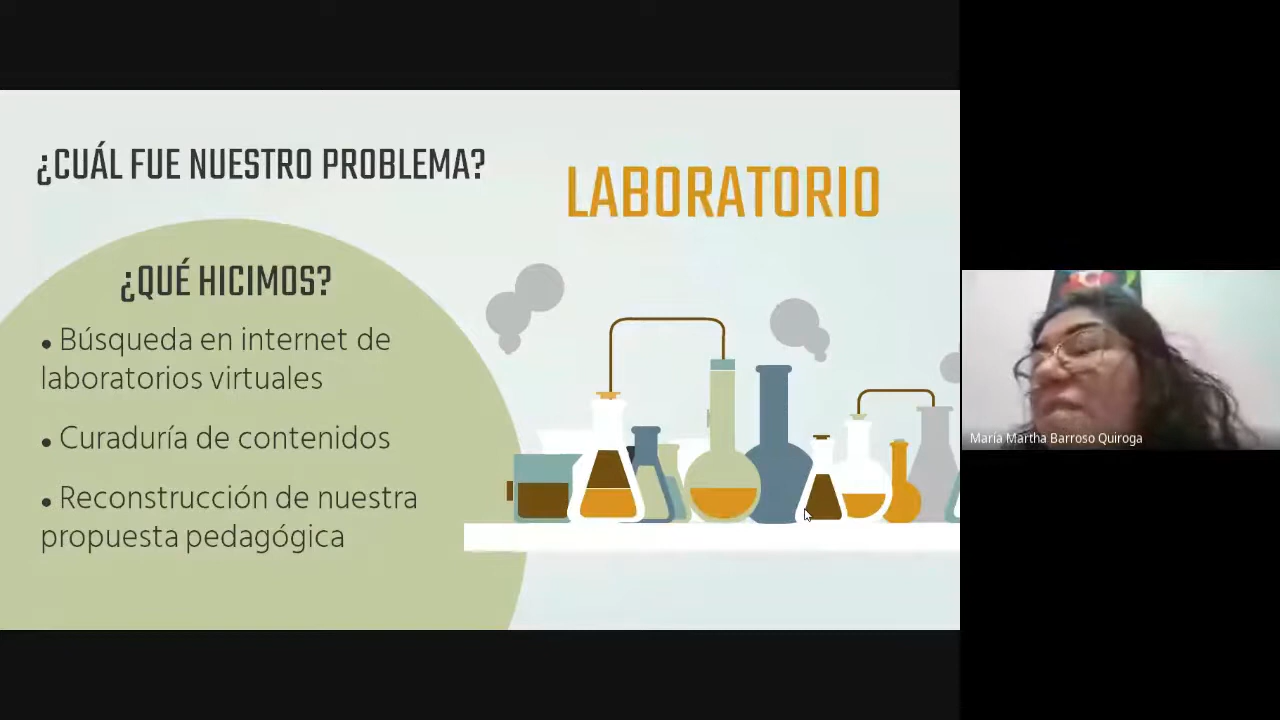 ¿CUÁL FUE NUESTRO PROBLEMA?
LABORATORIO
¿QUÉ HICIMOS?
• Búsqueda en internet de
laboratorios virtuales
• Curaduría de contenidos
• Reconstrucción de nuestra
propuesta pedagógica
María Martha Barroso Quiroga